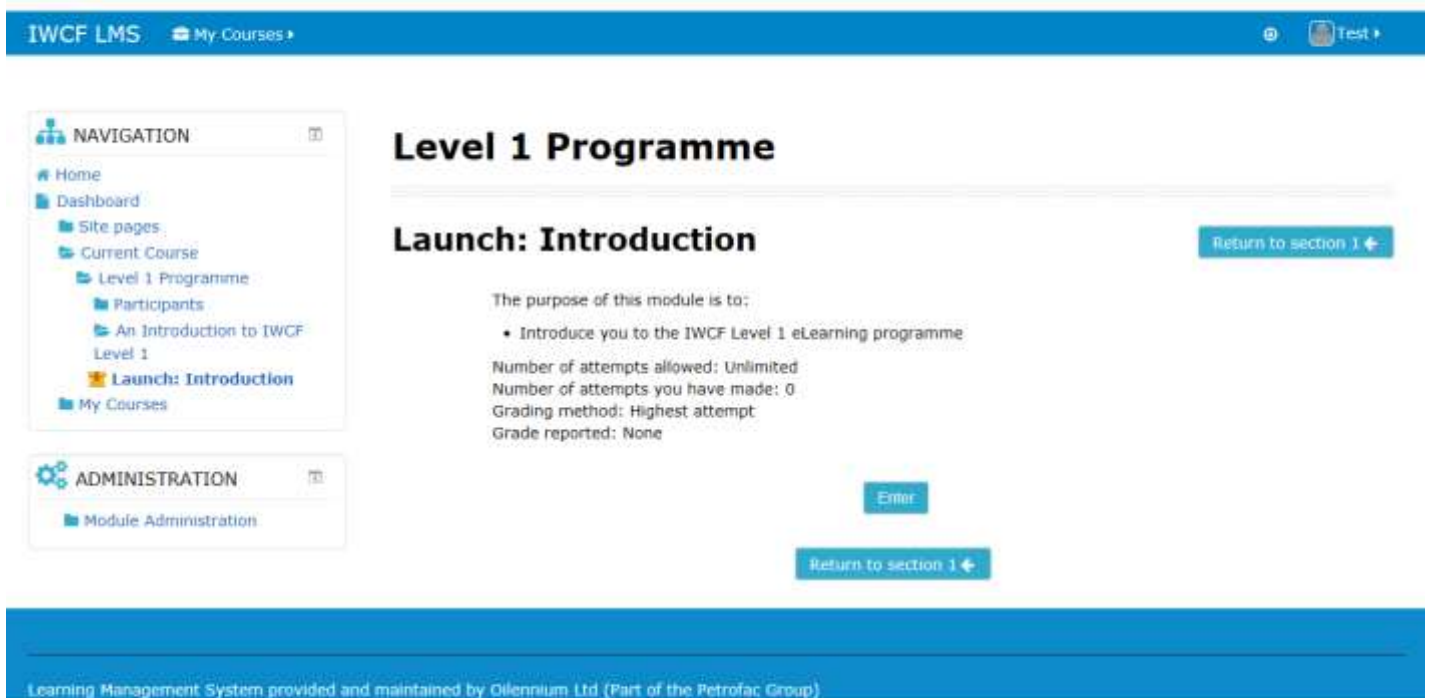 IWCF LMS My Courses Test
NAVIGATION
Home
Dashboard
Site pages
Current Course
Level 1 Programme
Participants
An Introduction to IWCF
Level 1
Launch: Introduction
My Courses
ADMINISTRATION
Module Administration
Level 1 Programme
Launch: Introduction
Return to section 1
The purpose of this module is to:
• Introduce you to the IWCF Level 1 eLearning programme
Number of attempts allowed: Unlimited
Number of attempts you have made: 0
Grading method: Highest attempt
Grade reported: None
Enter
Return to section 1
Learning Management System provided and maintained by Oilennium Ltd (Part of the Petrofac Group)